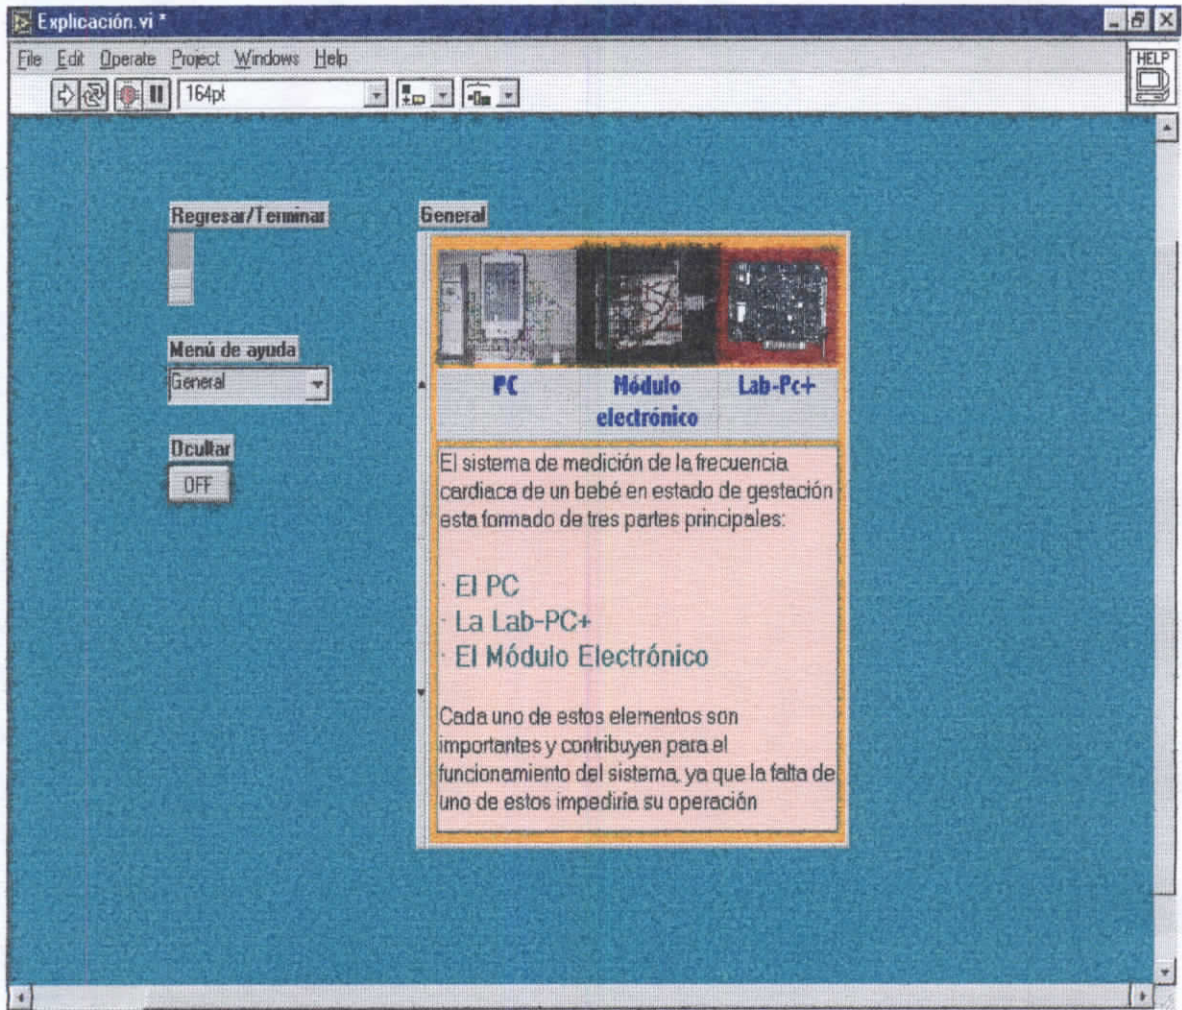 Explicación.vi *
File Edit Operate Project Windows Help
HELP
164pt
Regresar/Terminar
General
Menú de ayuda
General
Ocultar
OFF
PC Módulo electrónico Lab-Pc+
El sistema de medición de la frecuencia
cardiaca de un bebé en estado de gestación
esta formado de tres partes principales:
· El PC
· La Lab-PC+
· El Módulo Electrónico
Cada uno de estos elementos son
importantes y contribuyen para el
funcionamiento del sistema, ya que la falta de
uno de estos impediría su operación